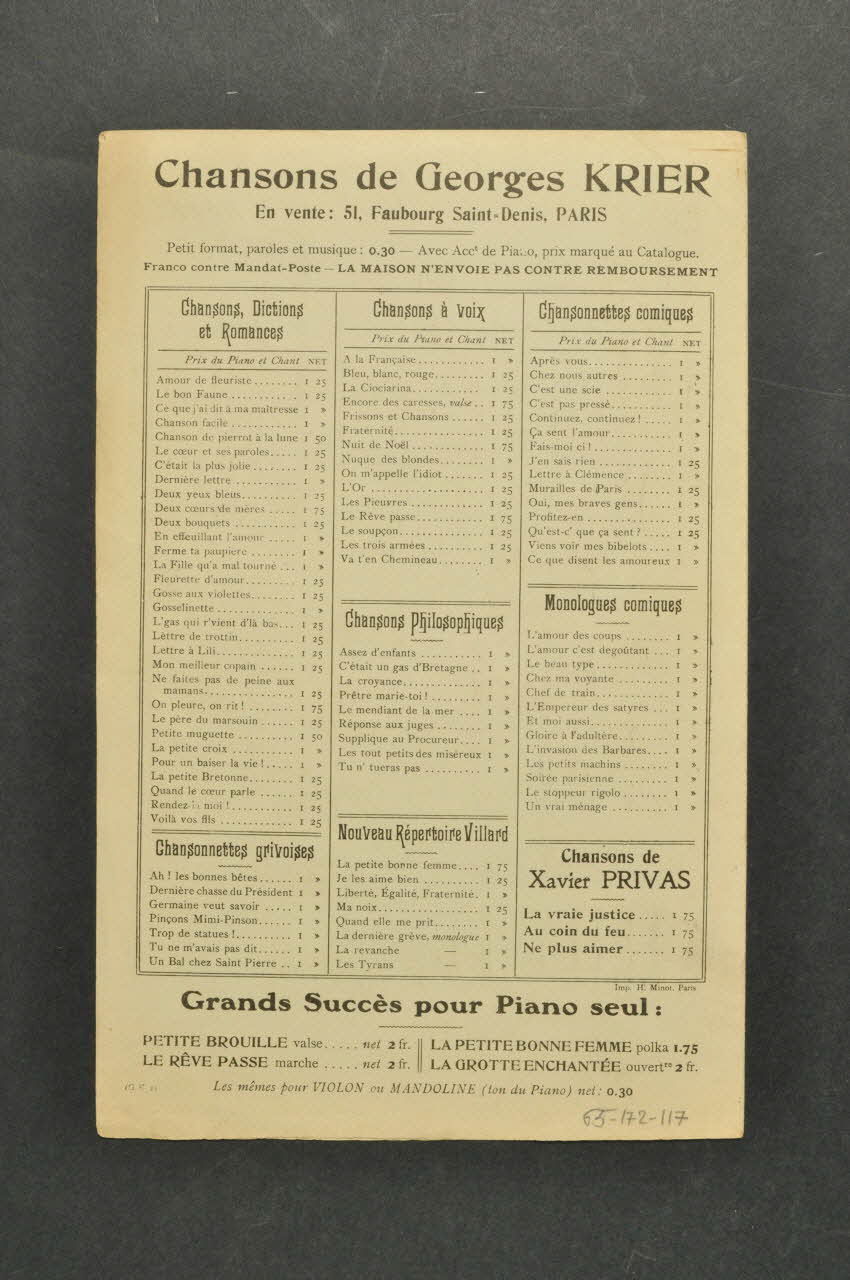 Chansons de Georges KRIER
En vente : 51, Faubourg Saint-Denis, PARIS
Petit format, paroles et musique : 0.30 — Avec Acct de Piano, prix marqué au Catalogue.
Franco contre Mandat-Poste — LA MAISON N'ENVOIE PAS CONTRE REMBOURSEMENT
Chansons, Dictions
et Romances
Prix du Piano et Chant NET
Amour de fleuriste ........ 1 25
Le bon Faune ............ 1 25
Ce que j'ai dit à ma maîtresse 1 »
Chanson facile ............ 1 »
Chanson de pierrot à la lune 1 50
Le cœur et ses paroles..... 1 25
C'était la plus jolie ........ 1 25
Dernière lettre ........... 1 »
Deux yeux bleus.......... 1 25
Deux cœurs de mères ..... 1 75
Deux bouquets ........... 1 25
En effeuillant l'amour ..... 1 »
Ferme ta paupière ........ 1 »
La Fille qu'a mal tourné ... 1 »
Fleurette d'amour......... 1 25
Gosse aux violettes........ 1 25
Gosselinette .............. 1 »
L'gas qui r'vient d'là bas... 1 25
Lèttre de trottin........... 1 25
Lettre à Lili.............. 1 25
Mon meilleur copain ...... 1 25
Ne faites pas de peine aux
mamans................ 1 25
On pleure, on rit ! ........ 1 75
Le père du marsouin ...... 1 25
Petite muguette .......... 1 50
La petite croix ........... 1 »
Pour un baiser la vie !..... 1 »
La petite Bretonne........ 1 25
Quand le cœur parle ...... 1 25
Rendez-la moi !........... 1 25
Voilà vos fils ............. 1 25
Chansonnettes grivoises
Ah ! les bonnes bêtes...... 1 »
Dernière chasse du Président 1 »
Germaine veut savoir ..... 1 »
Pinçons Mimi-Pinson...... 1 »
Trop de statues !.......... 1 »
Tu ne m'avais pas dit...... 1 »
Un Bal chez Saint Pierre .. 1 »
Chansons à voix
Prix du Piano et Chant NET
A la Française............ 1 »
Bleu, blanc, rouge......... 1 25
La Ciociarina............. 1 25
Encore des caresses, valse .. 1 75
Frissons et Chansons ...... 1 25
Fraternité................ 1 25
Nuit de Noël ............. 1 75
Nuque des blondes........ 1 »
On m'appelle l'idiot ....... 1 25
L'Or .................... 1 25
Les Pieuvres ............. 1 25
Le Rêve passe............ 1 75
Le soupçon............... 1 25
Les trois armées .......... 1 25
Va t'en Chemineau........ 1 »
Chansons Philosophiques
Assez d'enfants ........... 1 »
C'était un gas d'Bretagne .. 1 »
La croyance.............. 1 »
Prêtre marie-toi ! ......... 1 »
Le mendiant de la mer .... 1 »
Réponse aux juges ........ 1 »
Supplique au Procureur.... 1 »
Les tout petits des miséreux 1 »
Tu n' tueras pas .......... 1 »
Nouveau Répertoire Villard
La petite bonne femme.... 1 75
Je les aime bien .......... 1 25
Liberté, Égalité, Fraternité. 1 »
Ma noix.................. 1 25
Quand elle me prit........ 1 »
La dernière grève, monologue 1 »
La revanche — 1 »
Les Tyrans — 1 »
Chansonnettes comiques
Prix du Piano et Chant NET
Après vous............... 1 »
Chez nous autres ......... 1 »
C'est une scie ............ 1 »
C'est pas pressé........... 1 »
Continuez, continuez ! ..... 1 »
Ça sent l'amour........... 1 »
Fais-moi ci !.............. 1 »
J'en sais rien ............. 1 25
Lettre à Clémence ........ 1 »
Murailles de Paris ........ 1 25
Oui, mes braves gens...... 1 »
Profitez-en ............... 1 25
Qu'est-c' que ça sent ? ..... 1 25
Viens voir mes bibelots .... 1 »
Ce que disent les amoureux 1 »
Monologues comiques
L'amour des coups ........ 1 »
L'amour c'est dégoûtant ... 1 »
Le beau type ............. 1 »
Chez ma voyante ......... 1 »
Chef de train............. 1 »
L'Empereur des satyres ... 1 »
Et moi aussi.............. 1 »
Gloire à l'adultère......... 1 »
L'invasion des Barbares.... 1 »
Les petits machins ........ 1 »
Soirée parisienne ......... 1 »
Le stoppeur rigolo ........ 1 »
Un vrai ménage .......... 1 »
Chansons de
Xavier PRIVAS
La vraie justice ..... 1 75
Au coin du feu....... 1 75
Ne plus aimer ....... 1 75
Imp. H. Minot, Paris
Grands Succès pour Piano seul :
PETITE BROUILLE valse..... net 2 fr.
LE RÊVE PASSE marche ..... net 2 fr.
LA PETITE BONNE FEMME polka 1.75
LA GROTTE ENCHANTÉE ouvertre 2 fr.
Les mêmes pour VIOLON ou MANDOLINE (ton du Piano) net : 0.30
65-172-117